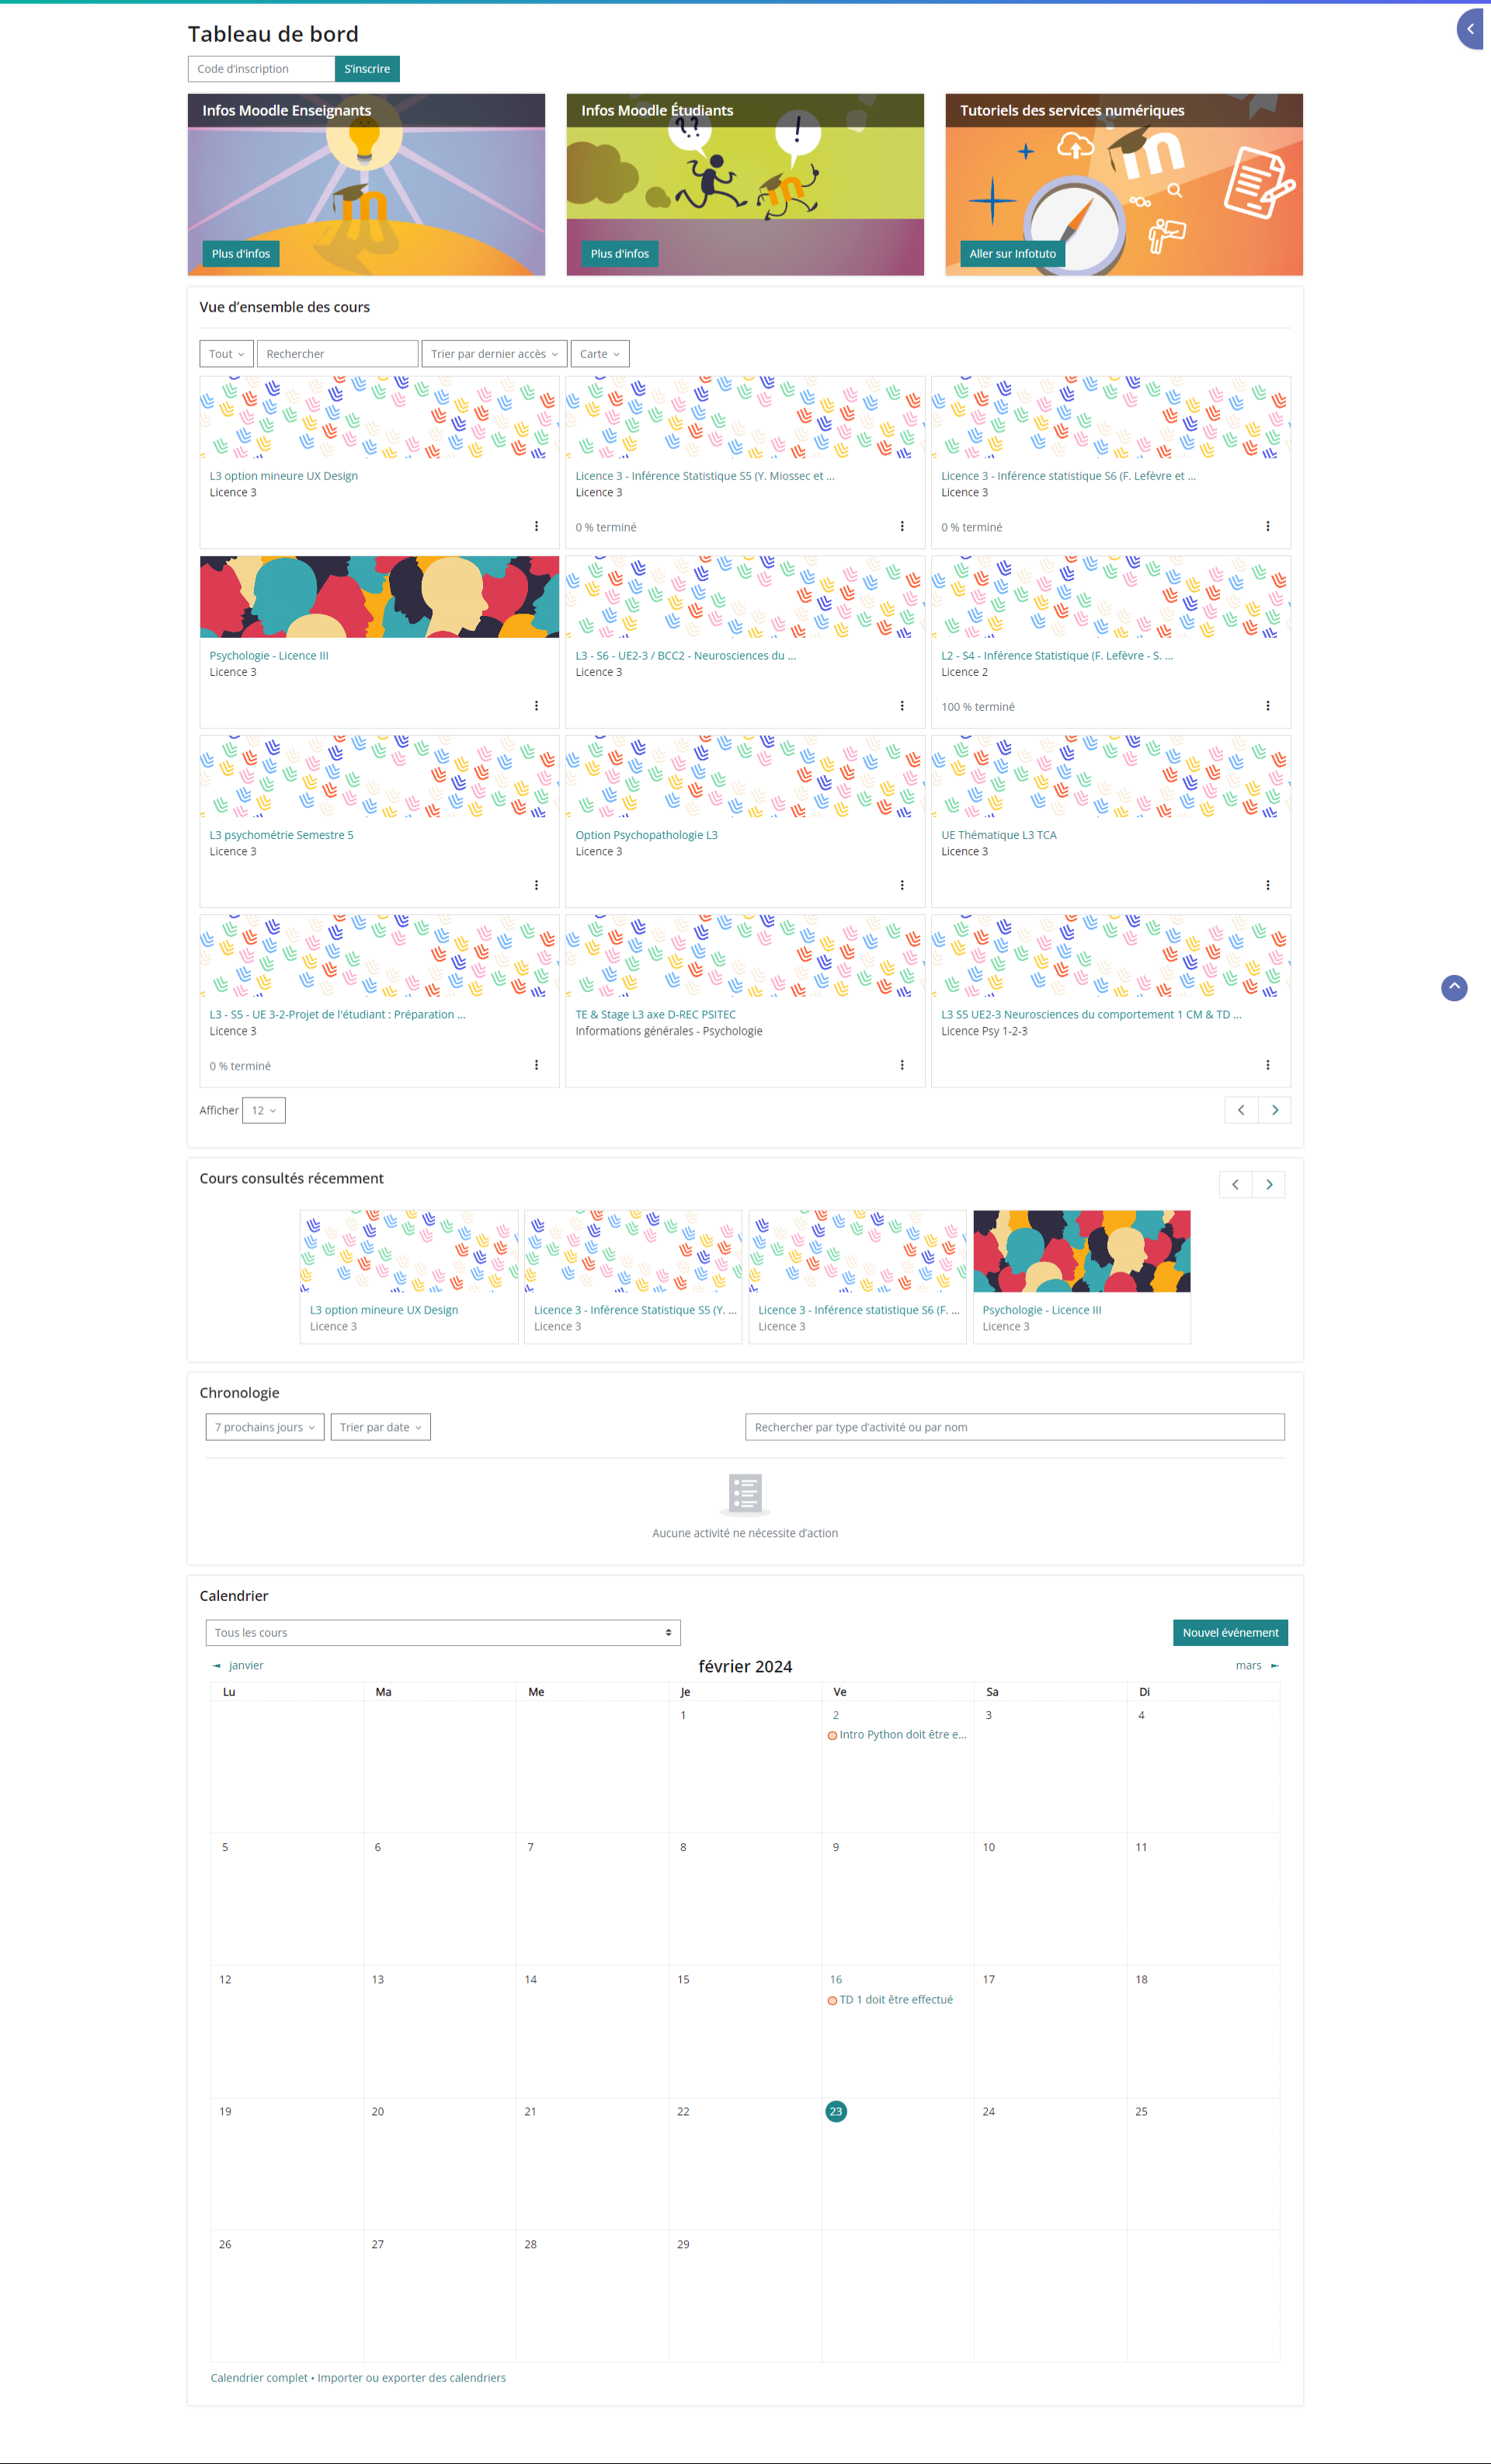 Tableau de bord
Code d'inscription S'inscrire
Infos Moodle Enseignants
Plus d'infos
Infos Moodle Étudiants
?? !
Plus d'infos
Tutoriels des services numériques
Aller sur Infotuto
Vue d'ensemble des cours
Tout Rechercher Trier par dernier accès Carte
L3 option mineure UX Design
Licence 3
Licence 3 - Inférence Statistique S5 (Y. Miossec et ...
Licence 3
0 % terminé
Licence 3 - Inférence statistique S6 (F. Lefèvre et ...
Licence 3
0 % terminé
Psychologie - Licence III
Licence 3
L3 - S6 - UE2-3 / BCC2 - Neurosciences du ...
Licence 3
L2 - S4 - Inférence Statistique (F. Lefèvre - S. ...
Licence 2
100 % terminé
L3 psychométrie Semestre 5
Licence 3
Option Psychopathologie L3
Licence 3
UE Thématique L3 TCA
Licence 3
L3 - S5 - UE 3-2-Projet de l'étudiant : Préparation ...
Licence 3
0 % terminé
TE & Stage L3 axe D-REC PSITEC
Informations générales - Psychologie
L3 S5 UE2-3 Neurosciences du comportement 1 CM & TD ...
Licence Psy 1-2-3
Afficher 12
Cours consultés récemment
L3 option mineure UX Design
Licence 3
Licence 3 - Inférence Statistique S5 (Y. ...
Licence 3
Licence 3 - Inférence statistique S6 (F. ...
Licence 3
Psychologie - Licence III
Licence 3
Chronologie
7 prochains jours Trier par date Rechercher par type d'activité ou par nom
Aucune activité ne nécessite d'action
Calendrier
Tous les cours Nouvel événement
◄ janvier février 2024 mars ►
Lu Ma Me Je Ve Sa Di
1 2 3 4
Intro Python doit être e...
5 6 7 8 9 10 11
12 13 14 15 16 17 18
TD 1 doit être effectué
19 20 21 22 23 24 25
26 27 28 29
Calendrier complet • Importer ou exporter des calendriers